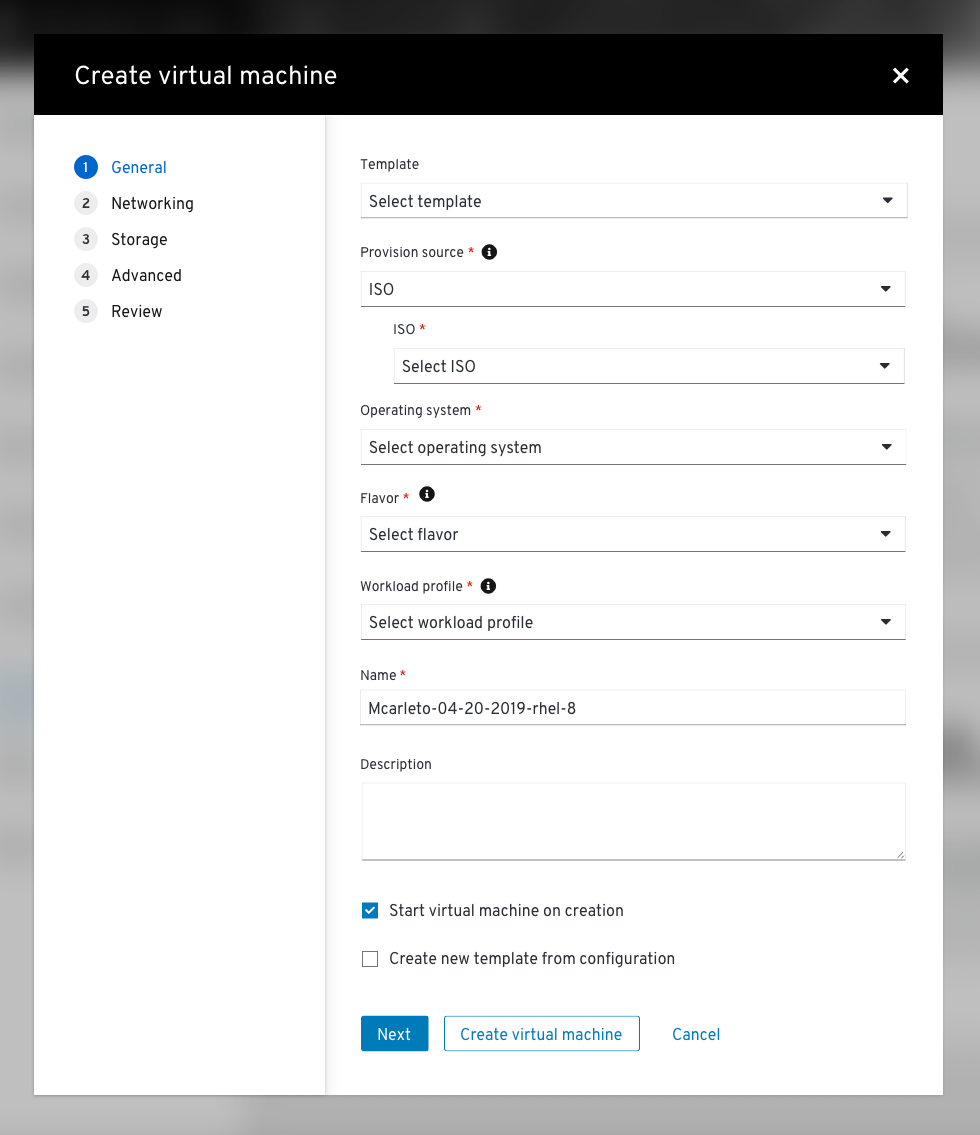 Create virtual machine
1 General
2 Networking
3 Storage
4 Advanced
5 Review
Template
Select template
Provision source *
ISO
ISO *
Select ISO
Operating system *
Select operating system
Flavor *
Select flavor
Workload profile *
Select workload profile
Name *
Mcarleto-04-20-2019-rhel-8
Description
Start virtual machine on creation
Create new template from configuration
Next Create virtual machine Cancel